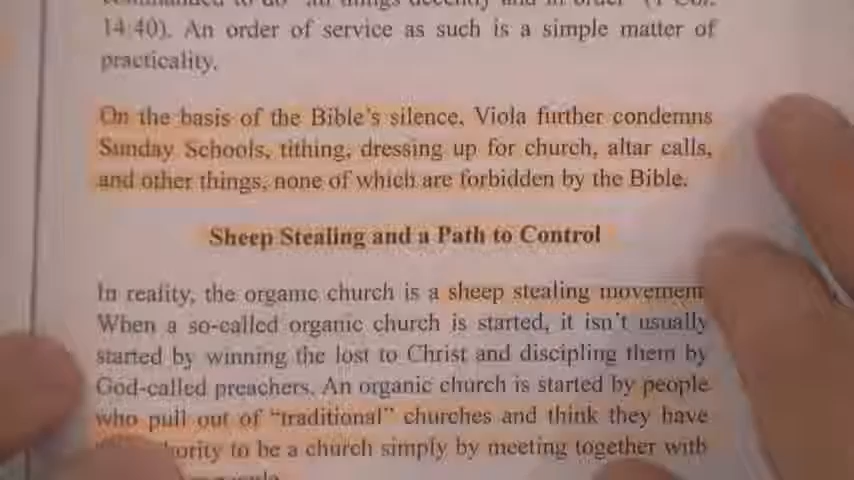 14:40). An order of service as such is a simple matter of
practicality.
On the basis of the Bible's silence, Viola further condemns
Sunday Schools, tithing, dressing up for church, altar calls,
and other things, none of which are forbidden by the Bible.
Sheep Stealing and a Path to Control
In reality, the organic church is a sheep stealing movement
When a so-called organic church is started, it isn't usually
started by winning the lost to Christ and discipling them by
God-called preachers. An organic church is started by people
who pull out of “traditional” churches and think they have
to be a church simply by meeting together with